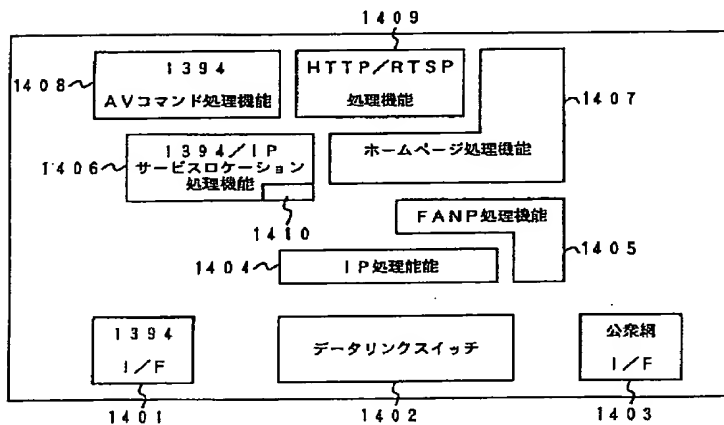 1409
1394
AVコマンド処理機能
1408
HTTP/RTSP
処理機能
1407
ホームページ処理機能
1394/IP
サービスロケーション
処理機能
1406
1410
FANP処理機能
1405
1404
IP処理能能
1394
I/F
データリンクスイッチ
公衆網
I/F
1401
1402
1403